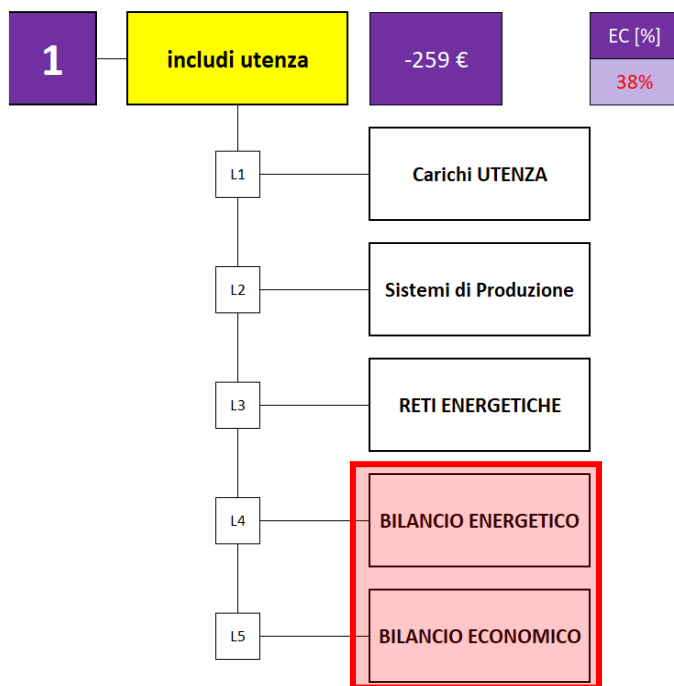 1
includi utenza
-259 €
EC [%]
38%
L1
Carichi UTENZA
L2
Sistemi di Produzione
L3
RETI ENERGETICHE
L4
BILANCIO ENERGETICO
L5
BILANCIO ECONOMICO